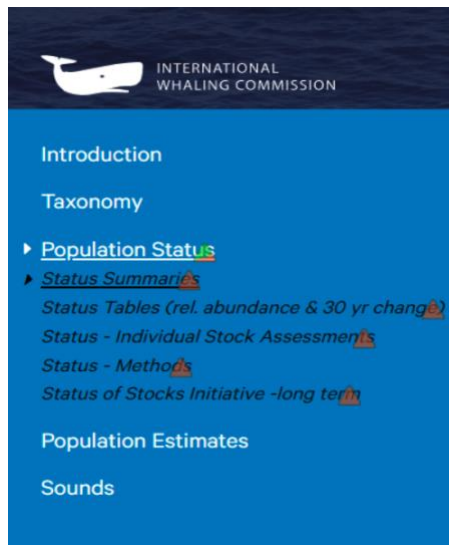 INTERNATIONAL
WHALING COMMISSION
Introduction
Taxonomy
Population Status
Status Summaries
Status Tables (rel. abundance & 30 yr change)
Status - Individual Stock Assessments
Status - Methods
Status of Stocks Initiative -long term
Population Estimates
Sounds